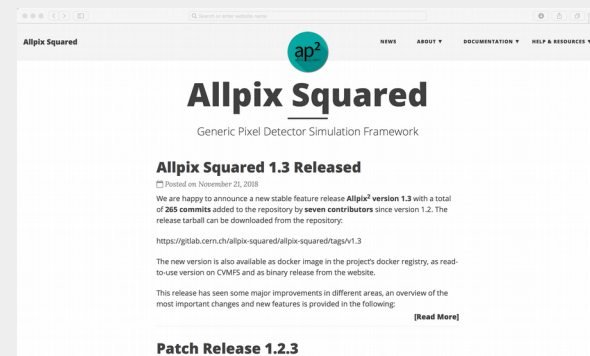 Search or enter website name
Allpix Squared
NEWS
ABOUT ▼
DOCUMENTATION ▼
HELP & RESOURCES ▼
ap²
Allpix Squared
Generic Pixel Detector Simulation Framework
Allpix Squared 1.3 Released
Posted on November 21, 2018
We are happy to announce a new stable feature release Allpix² version 1.3 with a total
of 265 commits added to the repository by seven contributors since version 1.2. The
release tarball can be downloaded from the repository:
https://gitlab.cern.ch/allpix-squared/allpix-squared/tags/v1.3
The new version is also available as docker image in the project's docker registry, as read-
to-use version on CVMFS and as binary release from the website.
This release has seen some major improvements in different areas, an overview of the
most important changes and new features is provided in the following:
[Read More]
Patch Release 1.2.3